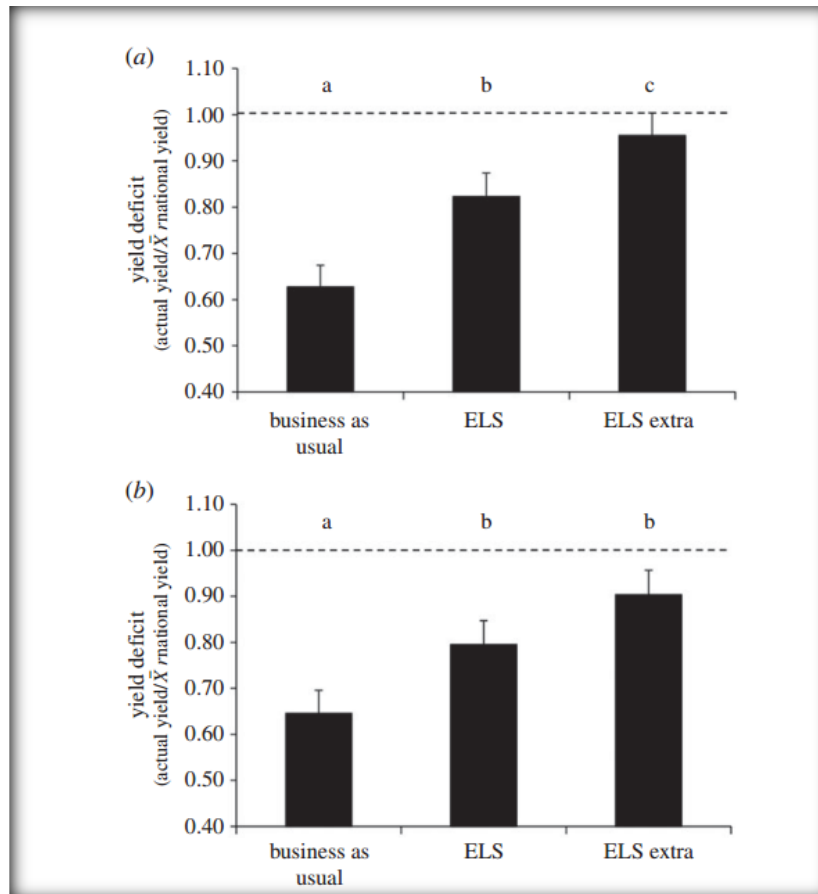 (a)
yield deficit
(actual yield/X̄ rnational yield)
1.10
1.00
0.90
0.80
0.70
0.60
0.50
0.40
a b c
business as usual
ELS
ELS extra
(b)
yield deficit
(actual yield/X̄ rnational yield)
1.10
1.00
0.90
0.80
0.70
0.60
0.50
0.40
a b b
business as usual
ELS
ELS extra